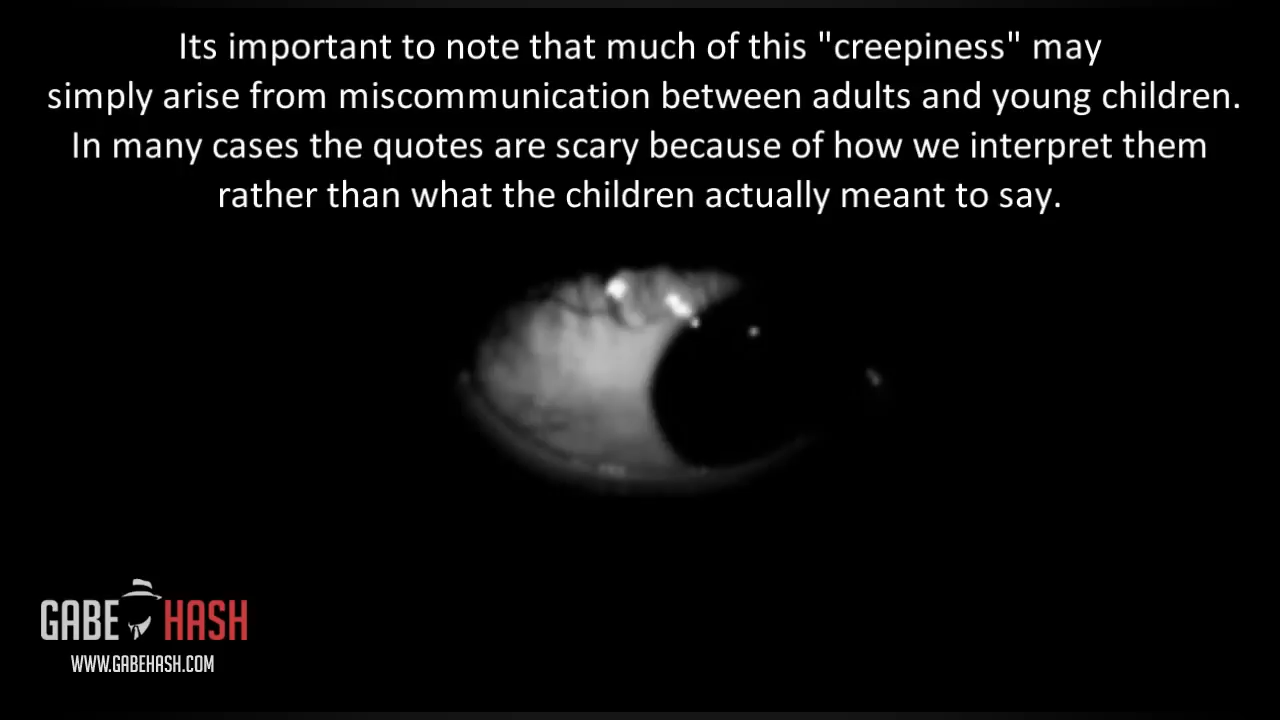 Its important to note that much of this "creepiness" may
simply arise from miscommunication between adults and young children.
In many cases the quotes are scary because of how we interpret them
rather than what the children actually meant to say.
GABE HASH
WWW.GABEHASH.COM